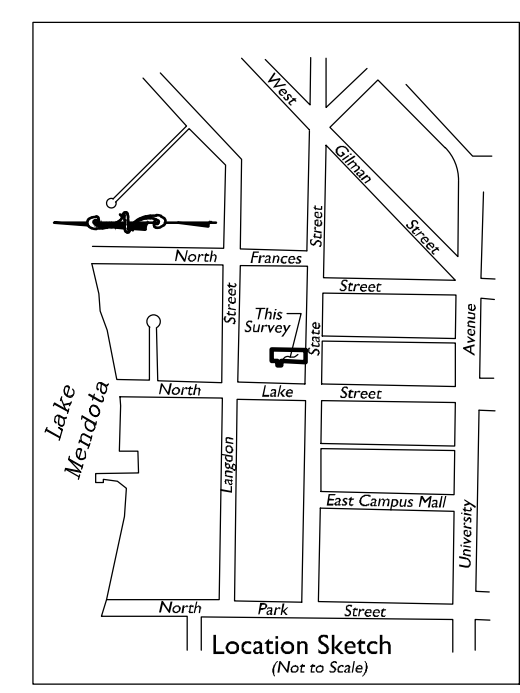 West
Gilman
Street
Street
North Frances
Street
Street
This
Survey
State
Avenue
Lake
Mendota
North Lake Street
Langdon
East Campus Mall
University
North Park Street
Location Sketch
(Not to Scale)